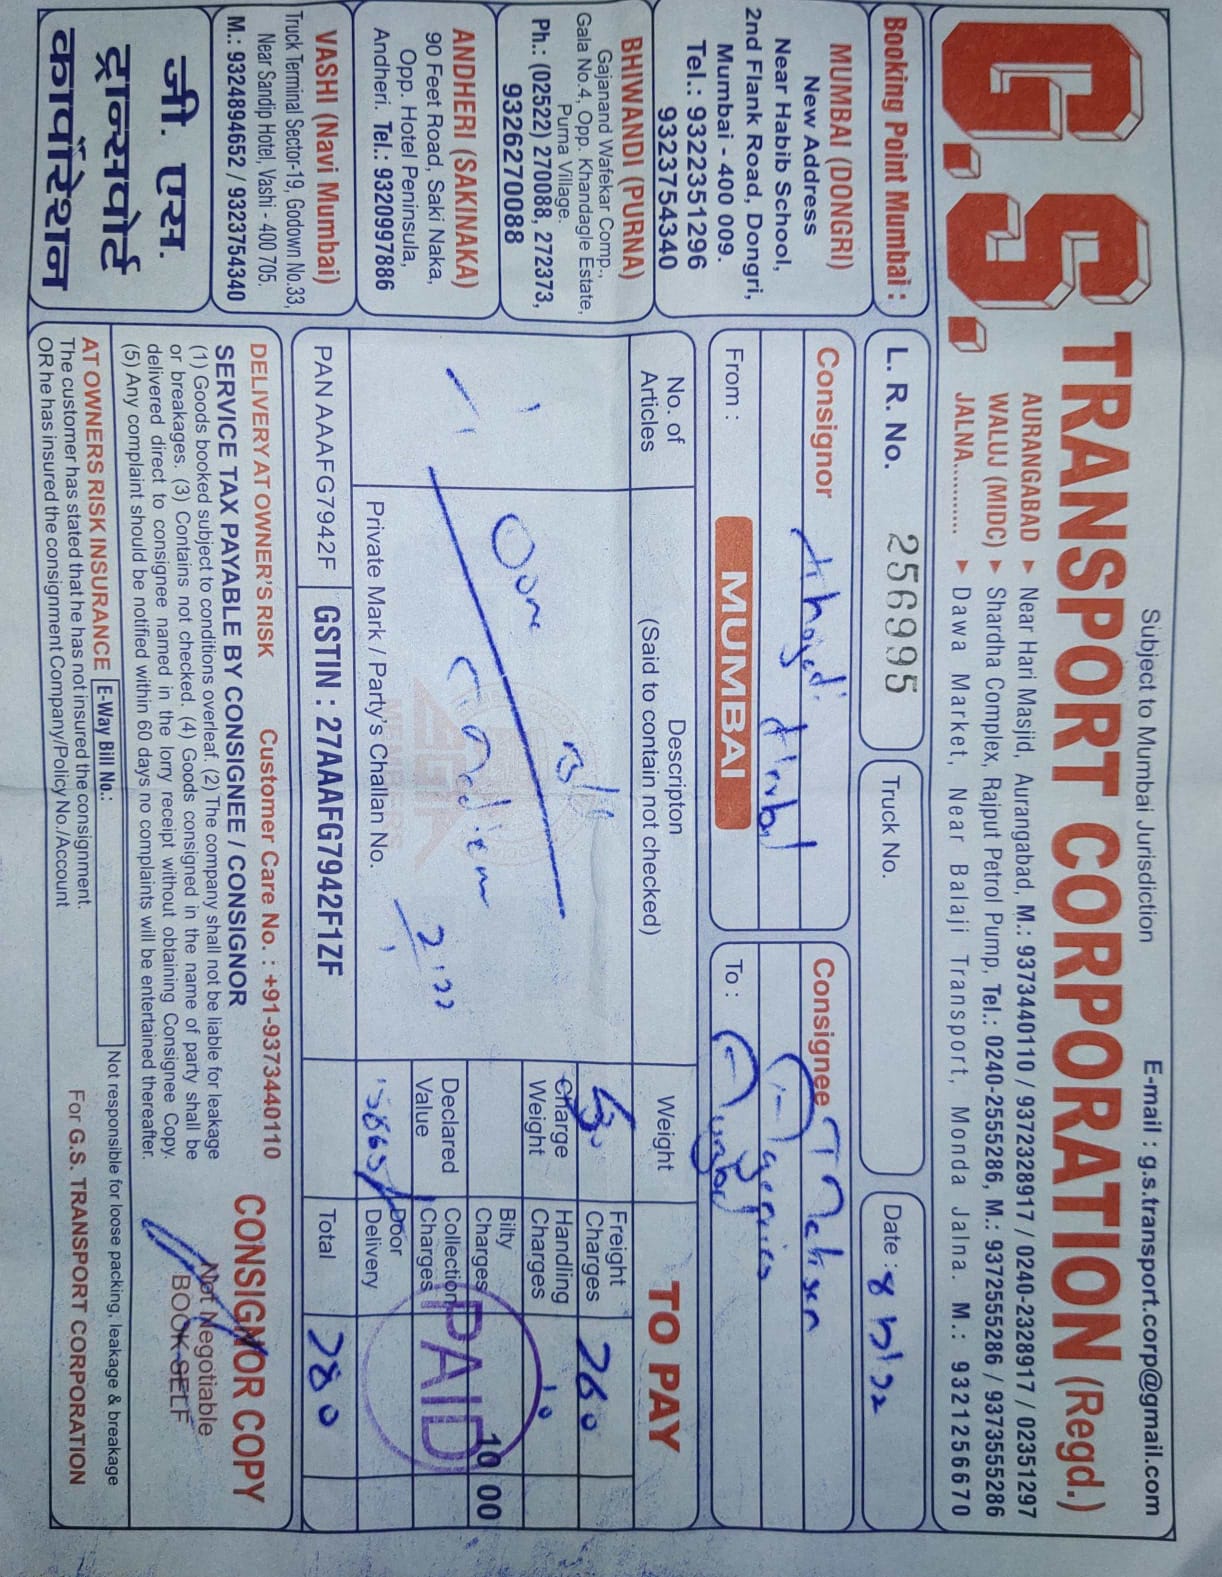 Subject to Mumbai Jurisdiction
E-mail : g.s.transport.corp@gmail.com
G.S. TRANSPORT CORPORATION (Regd.)
AURANGABAD ▸ Near Hari Masjid, Aurangabad, M.: 9373440110 / 9372328917 / 0240-2328917 / 02351297
WALUJ (MIDC) ▸ Shardha Complex, Rajput Petrol Pump, Tel.: 0240-2555286, M.: 9372555286 / 9373555286
JALNA........... ▸ Dawa Market, Near Balaji Transport, Monda Jalna. M.: 9321256670
Booking Point Mumbai :
L. R. No. 256995
Truck No.
Date :
MUMBAI (DONGRI)
New Address
Near Habib School,
2nd Flank Road, Dongri,
Mumbai - 400 009.
Tel.: 9322351296
9323754340
BHIWANDI (PURNA)
Gajanand Wafekar Comp.,
Gala No.4, Opp. Khandagle Estate,
Purna Village.
Ph.: (02522) 270088, 272373,
9326270088
ANDHERI (SAKINAKA)
90 Feet Road, Saki Naka,
Opp. Hotel Peninsula,
Andheri. Tel.: 9320997886
VASHI (Navi Mumbai)
Truck Terminal Sector-19, Godown No.33,
Near Sandip Hotel, Vashi - 400 705.
M.: 9324894652 / 9323754340
जी. एस.
ट्रान्सपोर्ट
कार्पोरेशन
Consignor
From : MUMBAI
Consignee
Agencies
To :
No. of Articles
Descripton
(Said to contain not checked)
Weight
TO PAY
Freight Charges 260
Charge Weight
Handling Charges 10
Bilty Charges 10 00
Declared Value
Collection Charges
PAID
Door Delivery
Total 280
Private Mark / Party's Challan No.
PAN AAAFG7942F
GSTIN : 27AAAFG7942F1ZF
DELIVERY AT OWNER'S RISK
Customer Care No. : +91-9373440110
SERVICE TAX PAYABLE BY CONSIGNEE / CONSIGNOR
(1) Goods booked subject to conditions overleaf. (2) The company shall not be liable for leakage
or breakages. (3) Contains not checked. (4) Goods consigned in the name of party shall be
delivered direct to consignee named in the lorry receipt without obtaining Consignee Copy.
(5) Any complaint should be notified within 60 days no complaints will be entertained thereafter.
CONSIGNOR COPY
Not Negotiable
BOOK SELF
AT OWNERS RISK INSURANCE
E-Way Bill No.:
Not responsible for loose packing, leakage & breakage
The customer has stated that he has not insured the consignment.
OR he has insured the consignment Company/Policy No./Account
For G.S. TRANSPORT CORPORATION